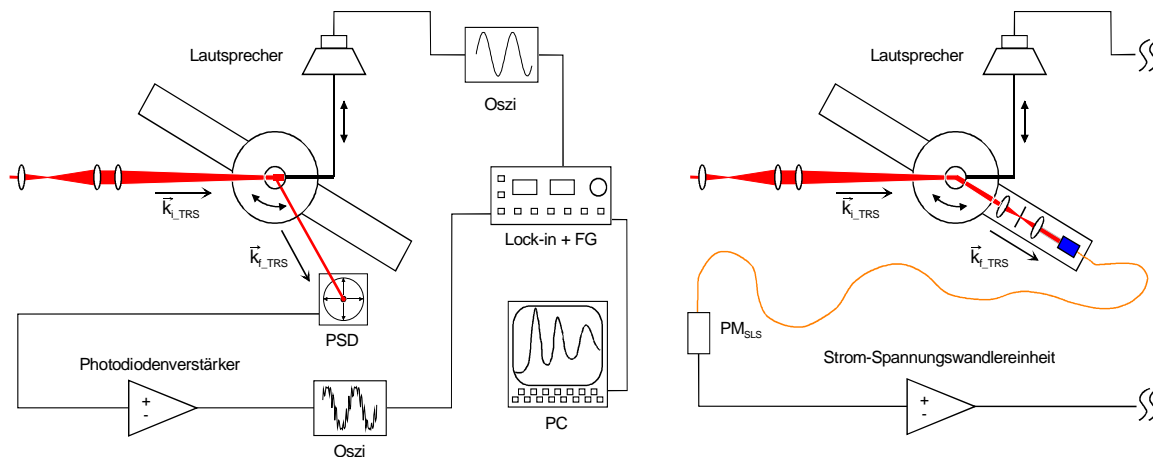 Lautsprecher
Oszi
k⃗i_TRS
k⃗f_TRS
Lock-in + FG
PSD
Photodiodenverstärker
+
-
Oszi
PC
Lautsprecher
k⃗i_TRS
k⃗f_TRS
PMSLS
Strom-Spannungswandlereinheit
+
-